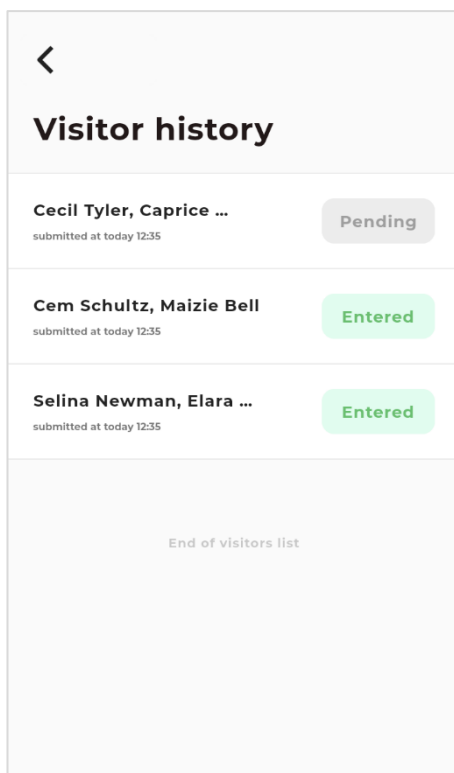 Visitor history
Cecil Tyler, Caprice ...
submitted at today 12:35
Pending
Cem Schultz, Maizie Bell
submitted at today 12:35
Entered
Selina Newman, Elara ...
submitted at today 12:35
Entered
End of visitors list